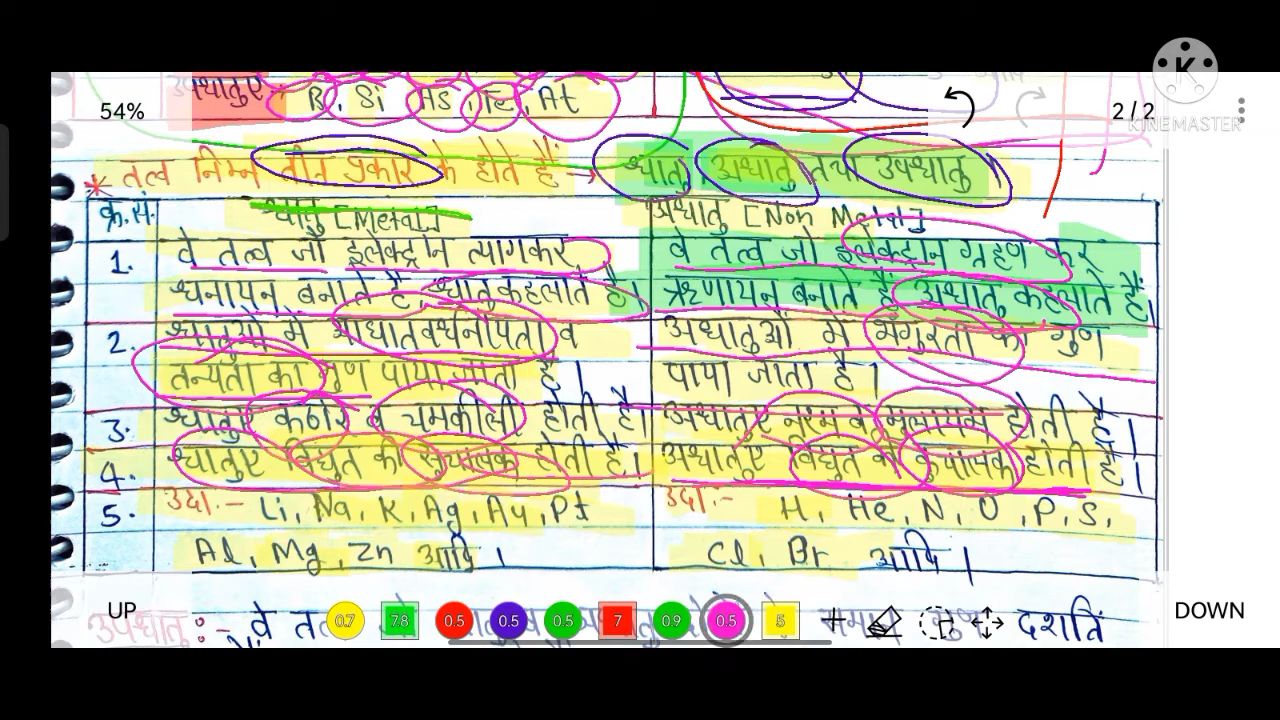 54%
2/2
KINEMASTER
उपधातुए B, Si As, Te, At
* तत्व निम्न तीन प्रकार के होते हैं → धातु अधातु तथा उपधातु।
क्र.सं. धातु [Metal] अधातु [Non Metal]
1. वे तत्व जो इलेक्ट्रॉन त्यागकर वे तत्व जो इलेक्ट्रॉन ग्रहण कर
धनायन बनाते है, धातु कहलाते है। ऋणायन बनाते है अधातु कहलाते हैं।
2. धातुओं में आघातवर्धनीयता व अधातुओं में भंगुरता का गुण
तन्यता का गुण पाया जाता है। पाया जाता है।
3. धातुए कठोर व चमकीली होती है। अधातुए नरम व मुलायम होती है।
4. धातुए विद्युत की सुचालक होती है। अधातुए विद्युत की कुचालक होती है।
5. उदा.- Li, Na, K, Ag, Au, Pt उदा.- H, He, N, O, P, S,
Al, Mg, Zn आदि। Cl, Br आदि।
UP
0.7 7.8 0.5 0.5 0.5 7 0.9 0.5 5
DOWN
उपधातु :- वे दर्शाते